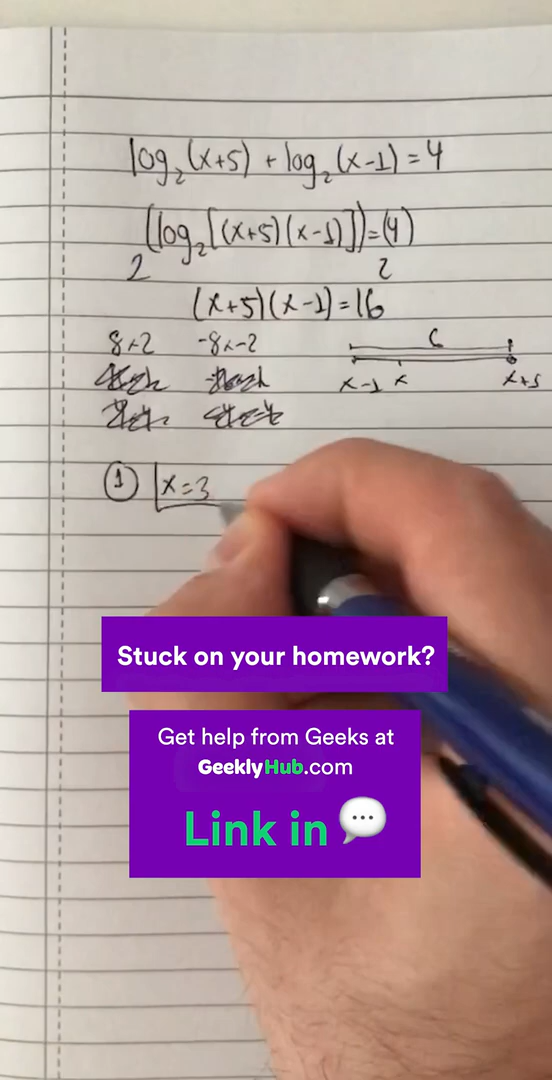 log₂(x+5) + log₂(x-1) = 4
2^(log₂[(x+5)(x-1)]) = 2^(4)
(x+5)(x-1) = 16
8×2 -8×-2
6
x-1 x x+5
① x=3
Stuck on your homework?
Get help from Geeks at
GeeklyHub.com
Link in